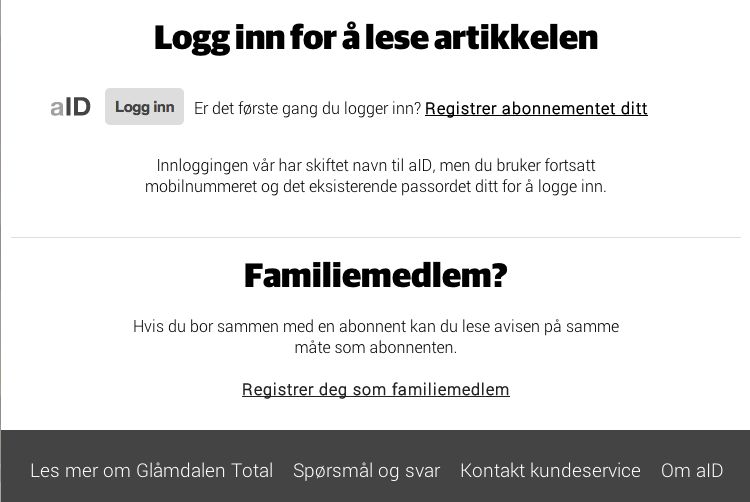 Logg inn for å lese artikkelen
aID Logg inn Er det første gang du logger inn? Registrer abonnementet ditt
Innloggingen vår har skiftet navn til aID, men du bruker fortsatt
mobilnummeret og det eksisterende passordet ditt for å logge inn.
Familiemedlem?
Hvis du bor sammen med en abonnent kan du lese avisen på samme
måte som abonnenten.
Registrer deg som familiemedlem
Les mer om Glåmdalen Total Spørsmål og svar Kontakt kundeservice Om aID